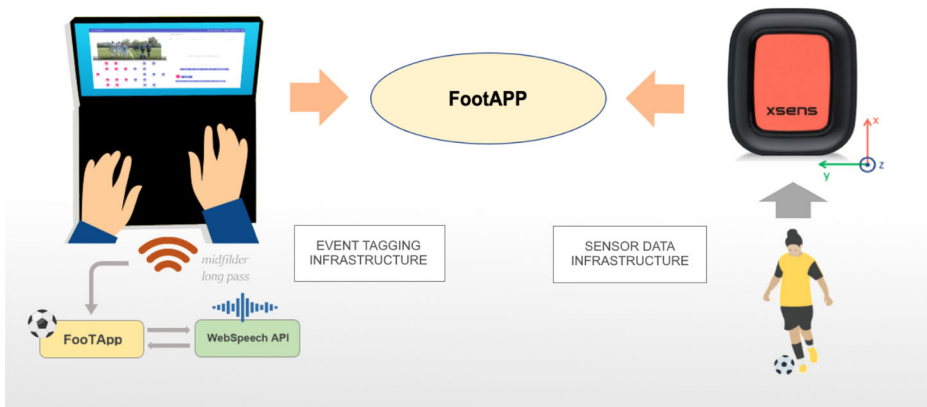 FootAPP
xsens
x
z
y
EVENT TAGGING
INFRASTRUCTURE
SENSOR DATA
INFRASTRUCTURE
midfilder
long pass
FooTApp
WebSpeech API